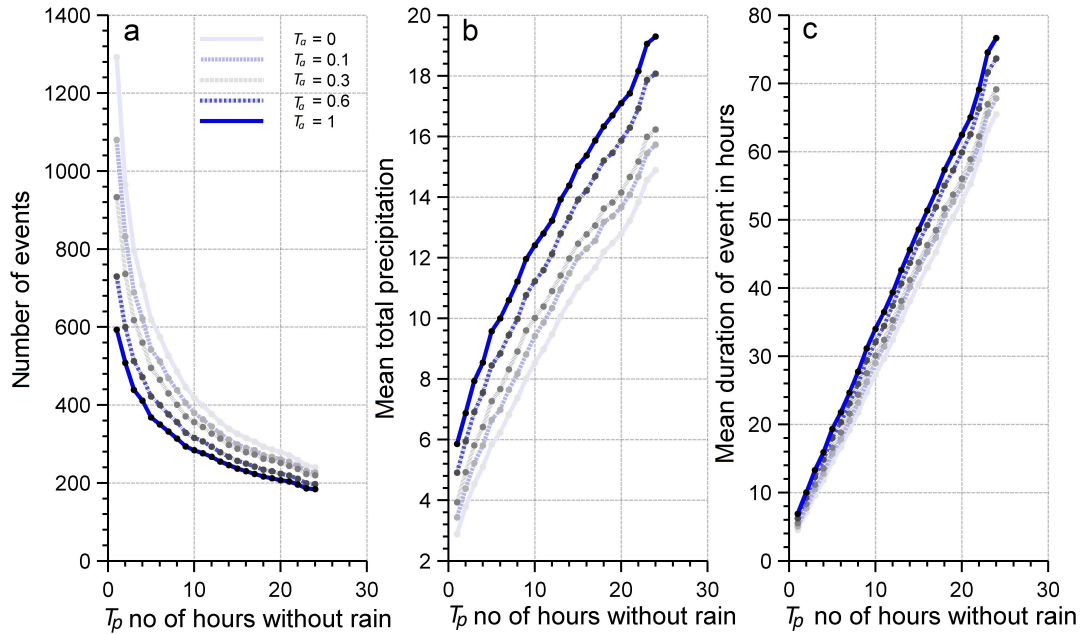 a
Tₐ = 0
Tₐ = 0.1
Tₐ = 0.3
Tₐ = 0.6
Tₐ = 1
Number of events
1400
1200
1000
800
600
400
200
0
0 10 20 30
Tₚ no of hours without rain
b
Mean total precipitation
20
18
16
14
12
10
8
6
4
2
0 10 20 30
Tₚ no of hours without rain
c
Mean duration of event in hours
80
70
60
50
40
30
20
10
0
0 10 20 30
Tₚ no of hours without rain